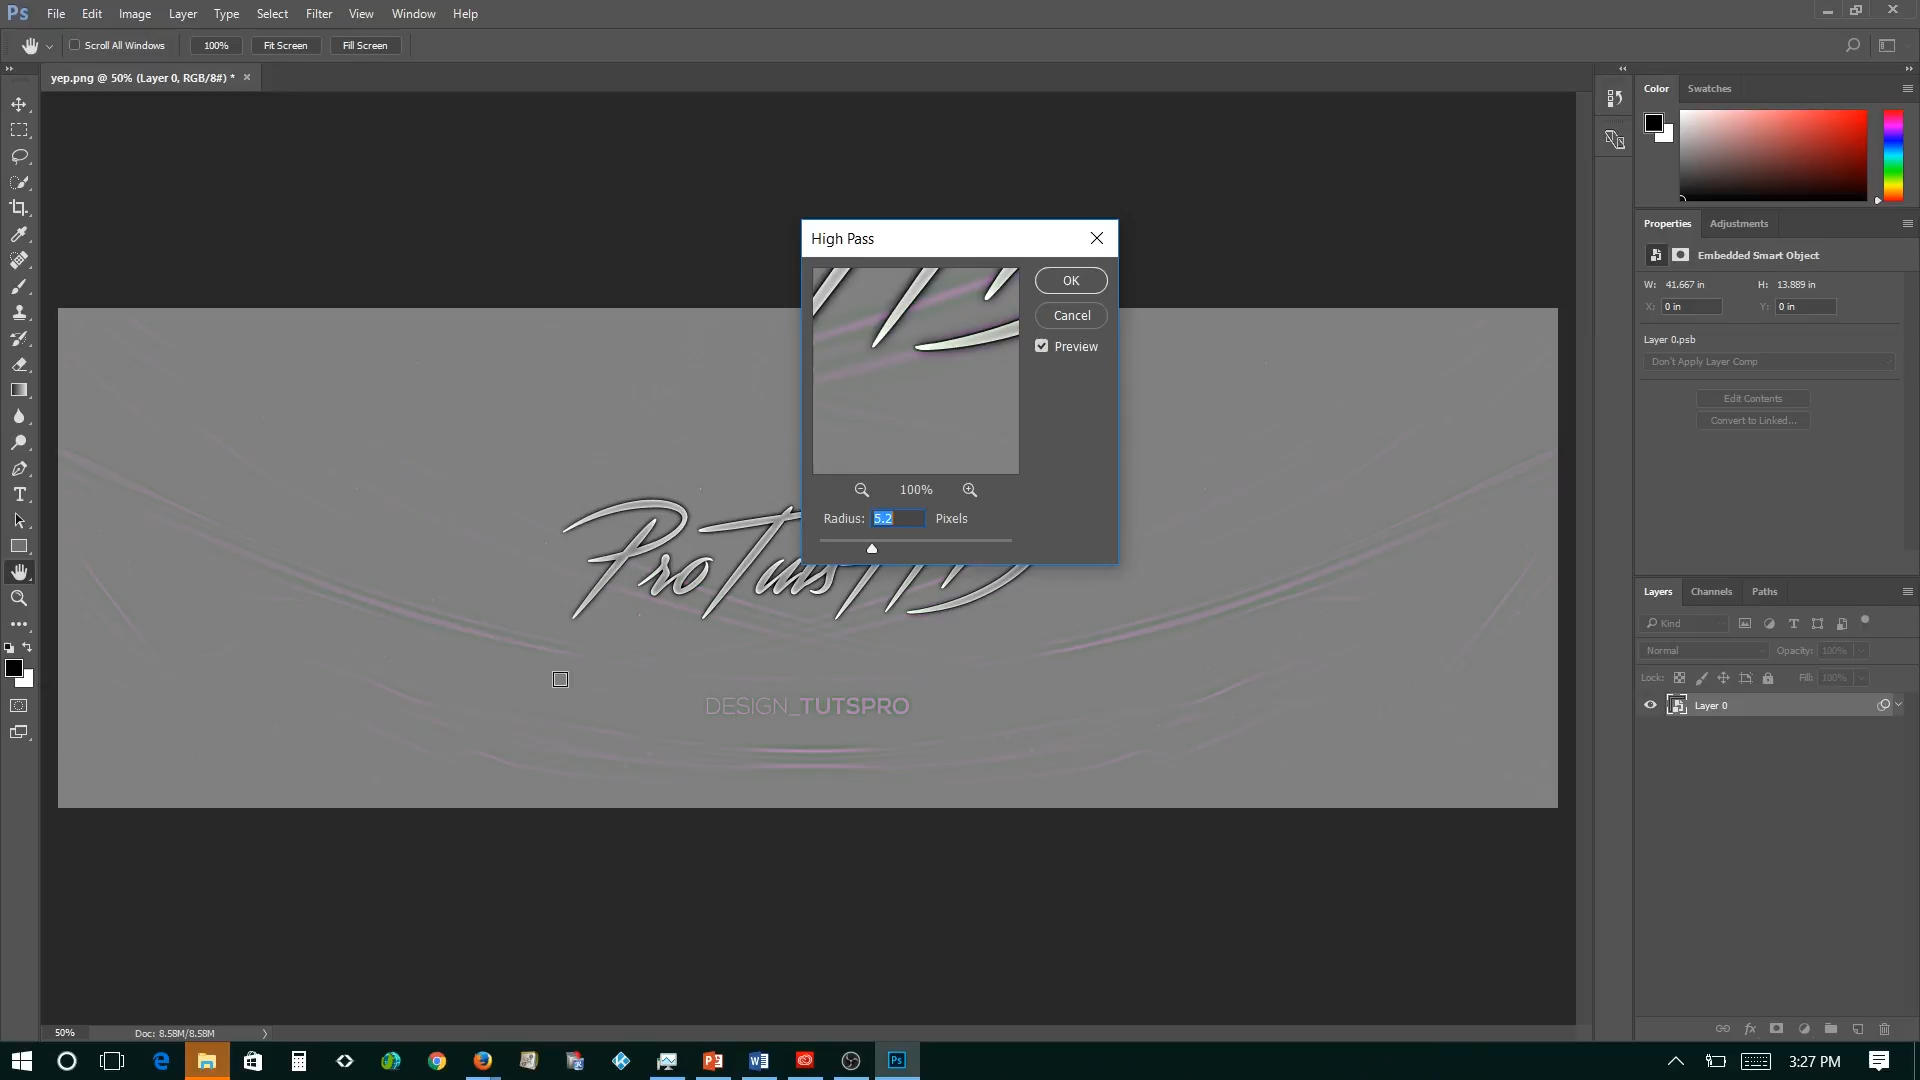 Ps File Edit Image Layer Type Select Filter View Window Help
Scroll All Windows 100% Fit Screen Fill Screen
yep.png @ 50% (Layer 0, RGB/8#) *
Color Swatches
Properties Adjustments
Embedded Smart Object
W: 41.667 in H: 13.889 in
X: 0 in Y: 0 in
Layer 0.psb
Don't Apply Layer Comp
Edit Contents
Convert to Linked...
High Pass
OK
Cancel
Preview
100%
Radius: 5.2 Pixels
DESIGN_TUTSPRO
Layers Channels Paths
Kind
Normal Opacity: 100%
Lock: Fill: 100%
Layer 0
50% Doc: 8.58M/8.58M
3:27 PM